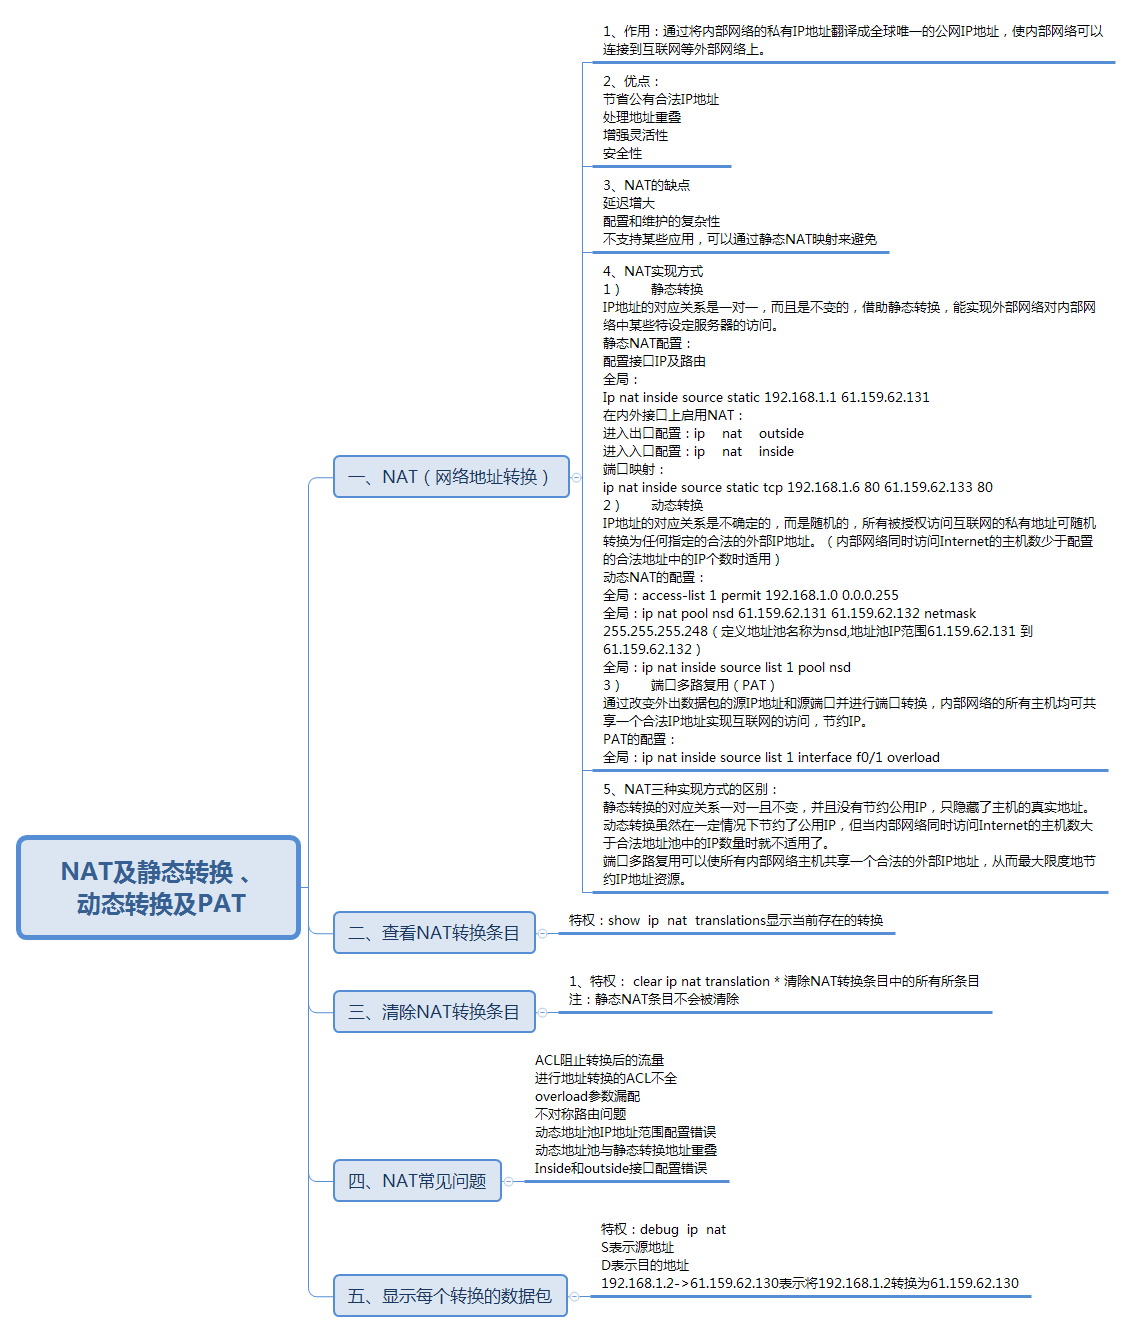 NAT及静态转换 、
动态转换及PAT
一、NAT（网络地址转换）
1、作用：通过将内部网络的私有IP地址翻译成全球唯一的公网IP地址，使内部网络可以
连接到互联网等外部网络上。
2、优点：
节省公有合法IP地址
处理地址重叠
增强灵活性
安全性
3、NAT的缺点
延迟增大
配置和维护的复杂性
不支持某些应用，可以通过静态NAT映射来避免
4、NAT实现方式
1） 静态转换
IP地址的对应关系是一对一，而且是不变的，借助静态转换，能实现外部网络对内部网
络中某些特设定服务器的访问。
静态NAT配置：
配置接口IP及路由
全局：
Ip nat inside source static 192.168.1.1 61.159.62.131
在内外接口上启用NAT：
进入出口配置：ip nat outside
进入入口配置：ip nat inside
端口映射：
ip nat inside source static tcp 192.168.1.6 80 61.159.62.133 80
2） 动态转换
IP地址的对应关系是不确定的，而是随机的，所有被授权访问互联网的私有地址可随机
转换为任何指定的合法的外部IP地址。（内部网络同时访问Internet的主机数少于配置
的合法地址中的IP个数时适用）
动态NAT的配置：
全局：access-list 1 permit 192.168.1.0 0.0.0.255
全局：ip nat pool nsd 61.159.62.131 61.159.62.132 netmask
255.255.255.248（定义地址池名称为nsd,地址池IP范围61.159.62.131 到
61.159.62.132）
全局：ip nat inside source list 1 pool nsd
3） 端口多路复用（PAT）
通过改变外出数据包的源IP地址和源端口并进行端口转换，内部网络的所有主机均可共
享一个合法IP地址实现互联网的访问，节约IP。
PAT的配置：
全局：ip nat inside source list 1 interface f0/1 overload
5、NAT三种实现方式的区别：
静态转换的对应关系一对一且不变，并且没有节约公用IP，只隐藏了主机的真实地址。
动态转换虽然在一定情况下节约了公用IP，但当内部网络同时访问Internet的主机数大
于合法地址池中的IP数量时就不适用了。
端口多路复用可以使所有内部网络主机共享一个合法的外部IP地址，从而最大限度地节
约IP地址资源。
二、查看NAT转换条目
特权：show ip nat translations显示当前存在的转换
三、清除NAT转换条目
1、特权： clear ip nat translation * 清除NAT转换条目中的所有所条目
注：静态NAT条目不会被清除
四、NAT常见问题
ACL阻止转换后的流量
进行地址转换的ACL不全
overload参数漏配
不对称路由问题
动态地址池IP地址范围配置错误
动态地址池与静态转换地址重叠
Inside和outside接口配置错误
五、显示每个转换的数据包
特权：debug ip nat
S表示源地址
D表示目的地址
192.168.1.2->61.159.62.130表示将192.168.1.2转换为61.159.62.130